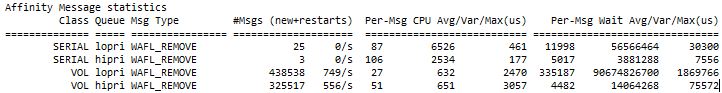 Affinity Message statistics
Class Queue Msg Type #Msgs (new+restarts) Per-Msg CPU Avg/Var/Max(us) Per-Msg Wait Avg/Var/Max(us)
=============== ===== ==================== ==================== =========================== ============================
SERIAL lopri WAFL_REMOVE 25 0/s 87 6526 461 11998 56566464 30300
SERIAL hipri WAFL_REMOVE 3 0/s 106 2534 177 5017 3881288 7556
VOL lopri WAFL_REMOVE 438538 749/s 27 632 2470 335187 90674826700 1869766
VOL hipri WAFL_REMOVE 325517 556/s 51 651 3057 4482 14064268 75572